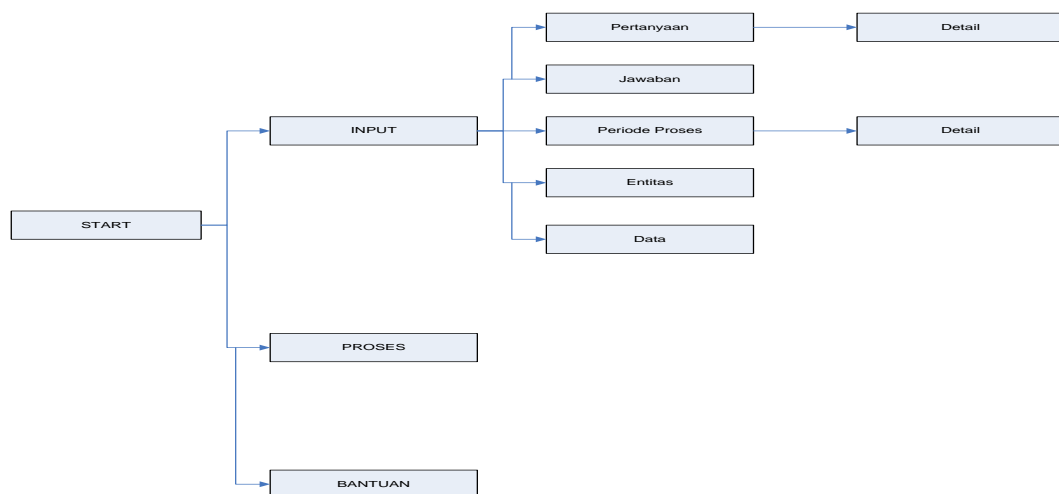 Pertanyaan
Detail
Jawaban
INPUT
Periode Proses
Detail
Entitas
START
Data
PROSES
BANTUAN